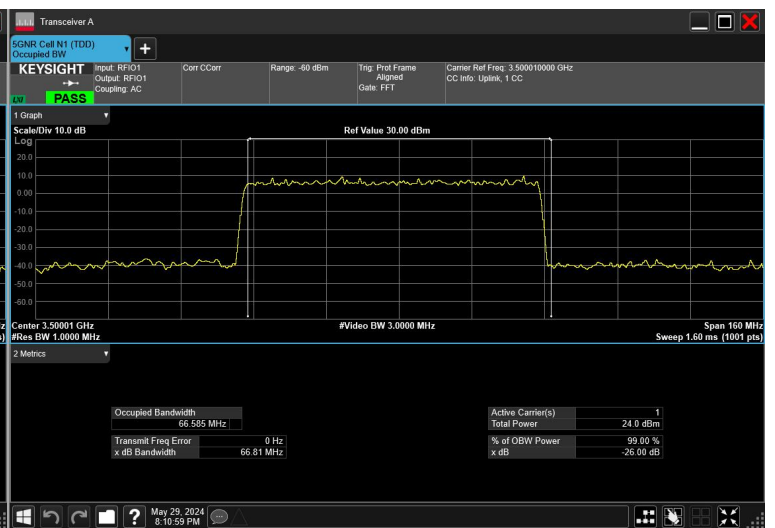 Transceiver A
5GNR Cell N1 (TDD)
Occupied BW
+
KEYSIGHT
Input: RFIO1
Output: RFIO1
Coupling: AC
Corr CCorr
Range: -60 dBm
Trig: Prot Frame
Aligned
Gate: FFT
Carrier Ref Freq: 3.500010000 GHz
CC Info: Uplink, 1 CC
LXI
PASS
1 Graph
Scale/Div 10.0 dB
Ref Value 30.00 dBm
Log
20.0
10.0
0.00
-10.0
-20.0
-30.0
-40.0
-50.0
-60.0
Center 3.50001 GHz
#Video BW 3.0000 MHz
Span 160 MHz
#Res BW 1.0000 MHz
Sweep 1.60 ms (1001 pts)
2 Metrics
Occupied Bandwidth
66.585 MHz
Transmit Freq Error 0 Hz
x dB Bandwidth 66.81 MHz
Active Carrier(s) 1
Total Power 24.0 dBm
% of OBW Power 99.00 %
x dB -26.00 dB
?
May 29, 2024
8:10:59 PM